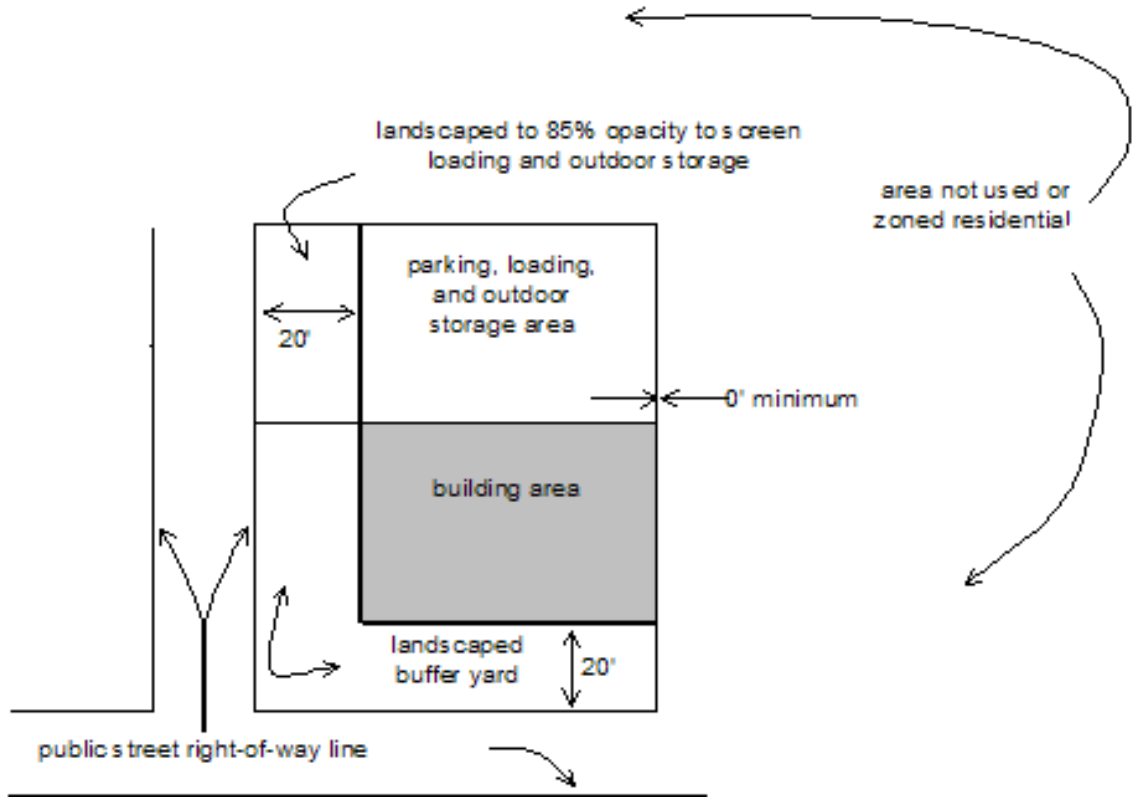 landscaped to 85% opacity to screen
loading and outdoor storage
area not used or
zoned residential
parking, loading,
and outdoor
storage area
20'
0' minimum
building area
landscaped
buffer yard
20'
public street right-of-way line